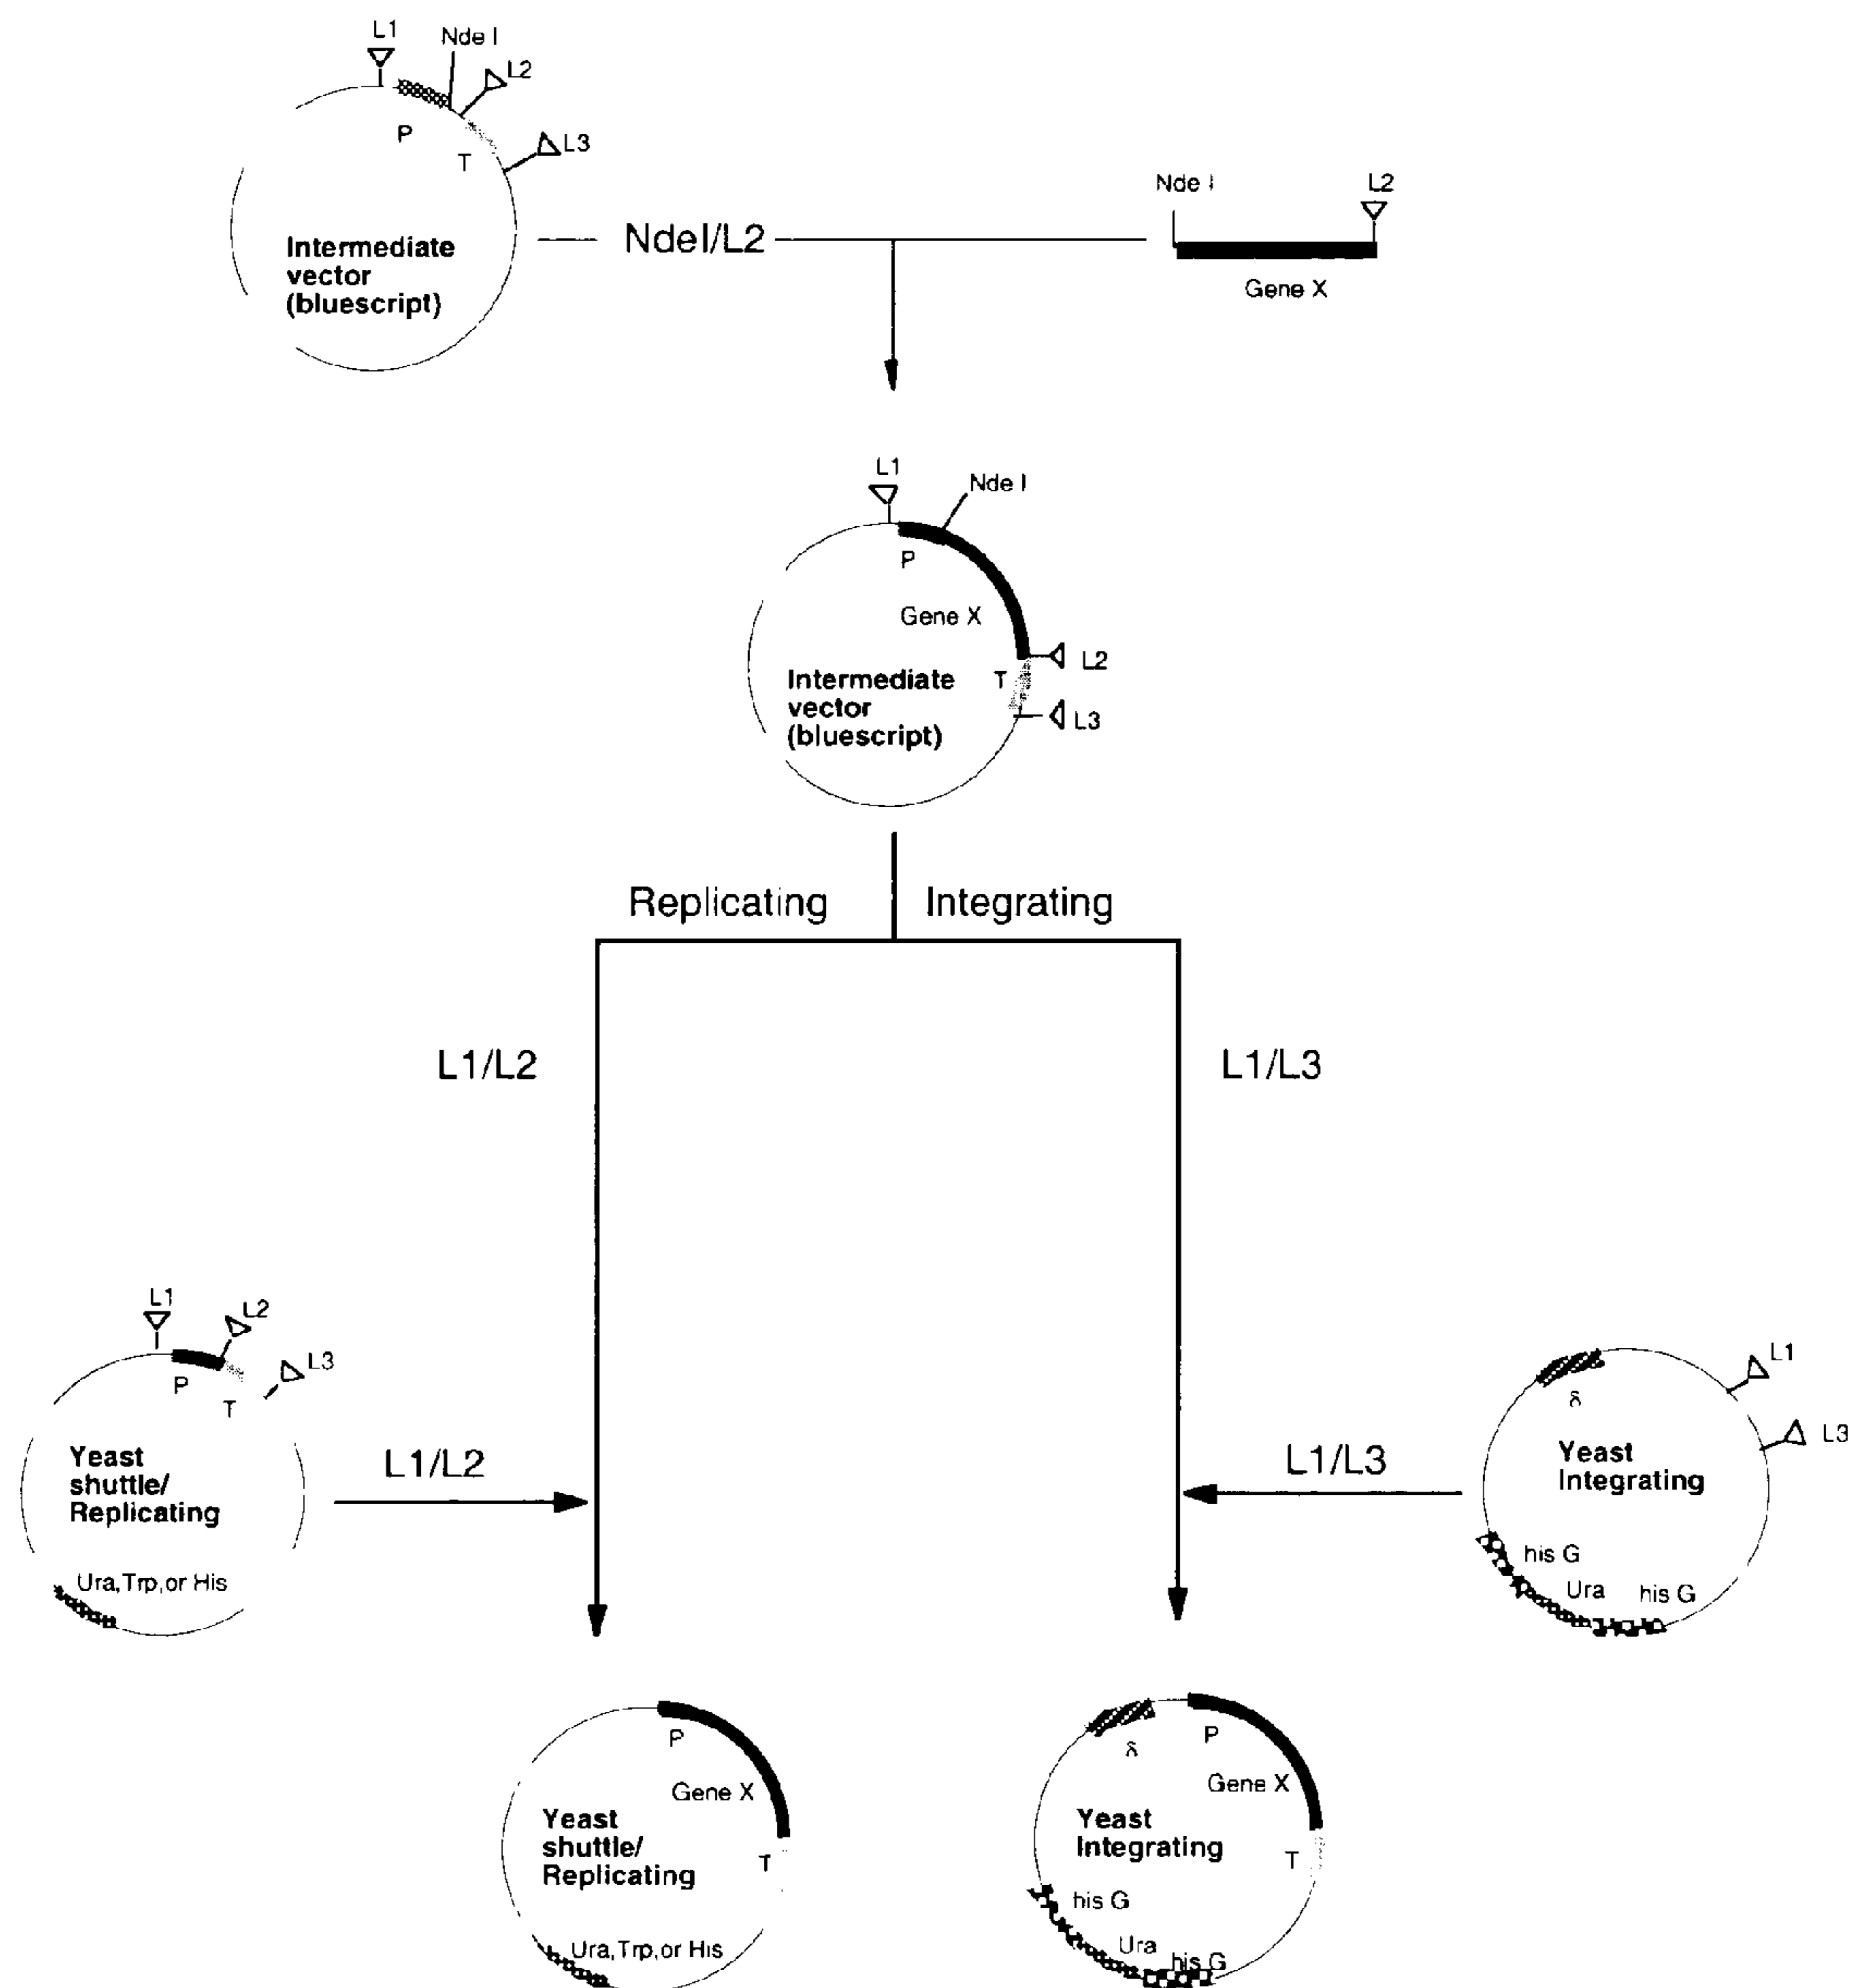 L1
Nde I
L2
P
T
L3
Intermediate
vector
(bluescript)
NdeI/L2
Nde I
L2
Gene X
L1
Nde I
P
Gene X
L2
T
L3
Intermediate
vector
(bluescript)
Replicating
Integrating
L1/L2
L1/L3
L1
L2
L3
P
T
Yeast
shuttle/
Replicating
Ura,Trp,or His
L1/L2
L1/L3
L1
L3
δ
Yeast
Integrating
his G
Ura
his G
P
Gene X
Yeast
shuttle/
Replicating
T
Ura,Trp,or His
δ
P
Gene X
Yeast
Integrating
T
his G
Ura
his G